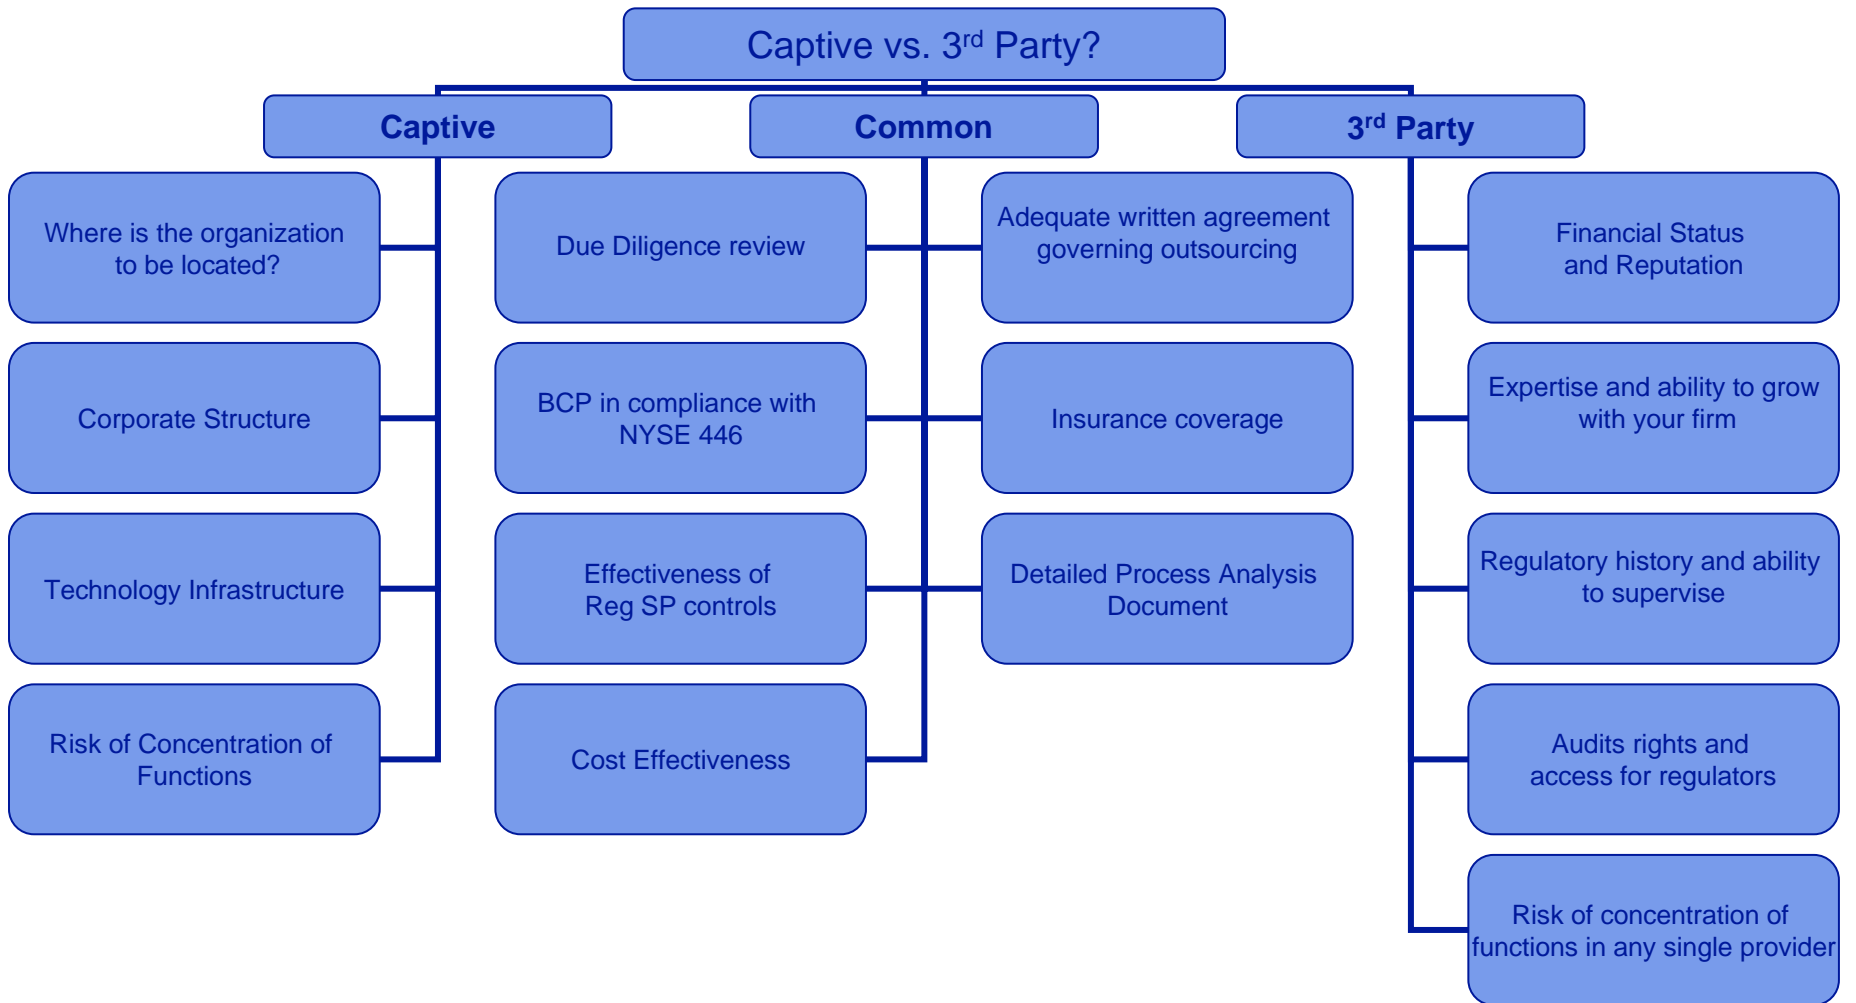 Captive vs. 3rd Party?
Captive
Common
3rd Party
Where is the organization
to be located?
Corporate Structure
Technology Infrastructure
Risk of Concentration of
Functions
Due Diligence review
BCP in compliance with
NYSE 446
Effectiveness of
Reg SP controls
Cost Effectiveness
Adequate written agreement
governing outsourcing
Insurance coverage
Detailed Process Analysis
Document
Financial Status
and Reputation
Expertise and ability to grow
with your firm
Regulatory history and ability
to supervise
Audits rights and
access for regulators
Risk of concentration of
functions in any single provider